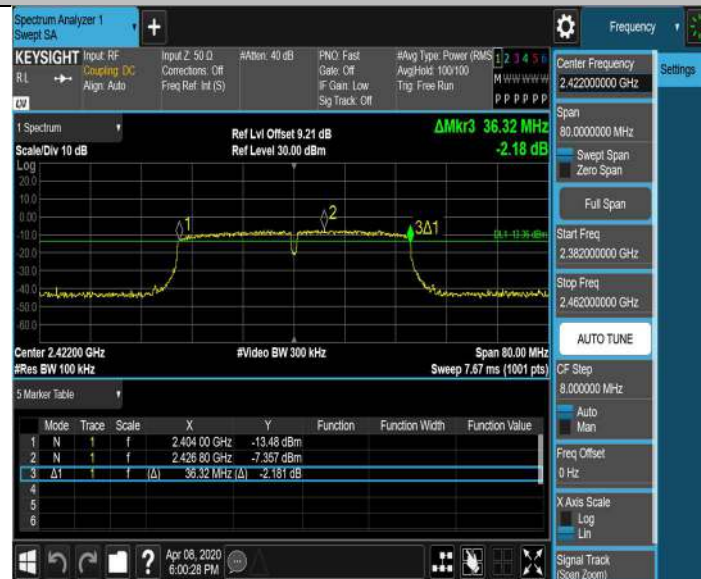 Spectrum Analyzer 1
Swept SA
+
Frequency
KEYSIGHT
Input: RF
Coupling: DC
Align: Auto
Input Z: 50 Ω
Corrections: Off
Freq Ref: Int (S)
#Atten: 40 dB
PNO: Fast
Gate: Off
IF Gain: Low
Sig Track: Off
#Avg Type: Power (RMS
Avg|Hold: 100/100
Trig: Free Run
1 2 3 4 5 6
M W W W W W
P P P P P P
RL
LXI
1 Spectrum
Scale/Div 10 dB
Ref Lvl Offset 9.21 dB
Ref Level 30.00 dBm
ΔMkr3 36.32 MHz
-2.18 dB
Log
20.0
10.0
0.00
-10.0
-20.0
-30.0
-40.0
-50.0
-60.0
1
2
3Δ1
DL1 -13.36 dBm
Center 2.42200 GHz
#Res BW 100 kHz
#Video BW 300 kHz
Span 80.00 MHz
Sweep 7.67 ms (1001 pts)
5 Marker Table
Mode Trace Scale X Y Function Function Width Function Value
1 N 1 f 2.404 00 GHz -13.48 dBm
2 N 1 f 2.426 80 GHz -7.357 dBm
3 Δ1 1 f (Δ) 36.32 MHz (Δ) -2.181 dB
4
5
6
?
Apr 08, 2020
6:00:28 PM
Center Frequency
2.422000000 GHz
Settings
Span
80.0000000 MHz
Swept Span
Zero Span
Full Span
Start Freq
2.382000000 GHz
Stop Freq
2.462000000 GHz
AUTO TUNE
CF Step
8.000000 MHz
Auto
Man
Freq Offset
0 Hz
X Axis Scale
Log
Lin
Signal Track
(Span Zoom)